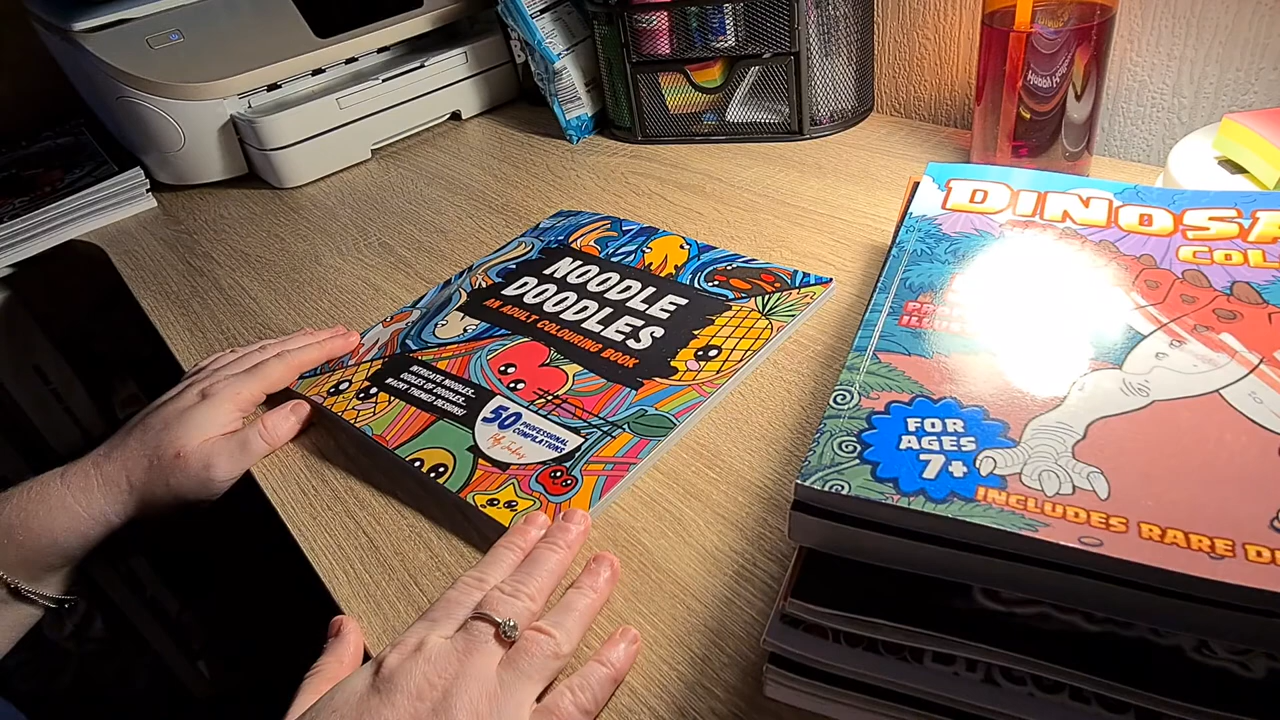 NOODLE
DOODLES
AN ADULT COLOURING BOOK
INTRICATE NOODLES...
OODLES OF DOODLES...
WACKY THEMED DESIGNS!
50 PROFESSIONAL
COMPILATIONS
DINOSA
COL
FOR
AGES
7+
INCLUDES RARE D